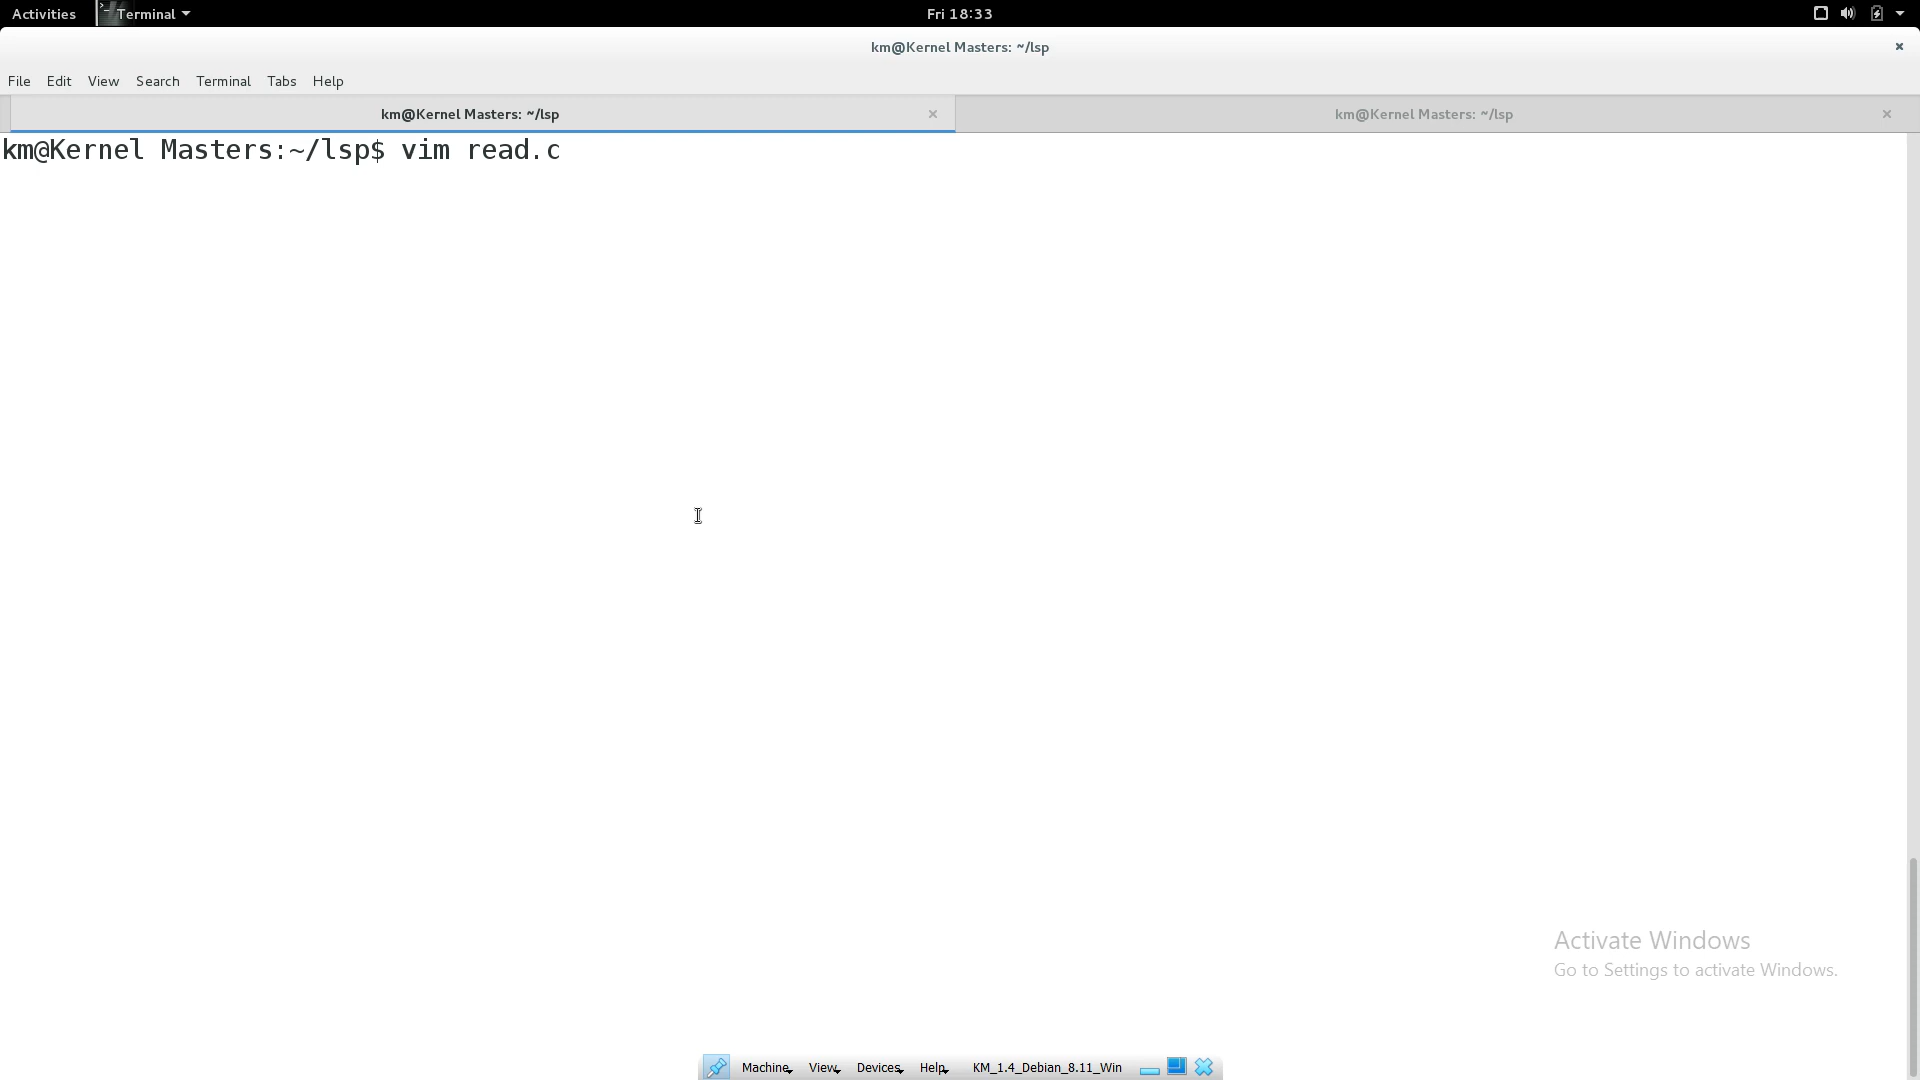 Activities Terminal Fri 18:33
km@Kernel Masters: ~/lsp
File Edit View Search Terminal Tabs Help
km@Kernel Masters: ~/lsp km@Kernel Masters: ~/lsp
km@Kernel Masters:~/lsp$ vim read.c
Activate Windows
Go to Settings to activate Windows.
Machine View Devices Help KM_1.4_Debian_8.11_Win